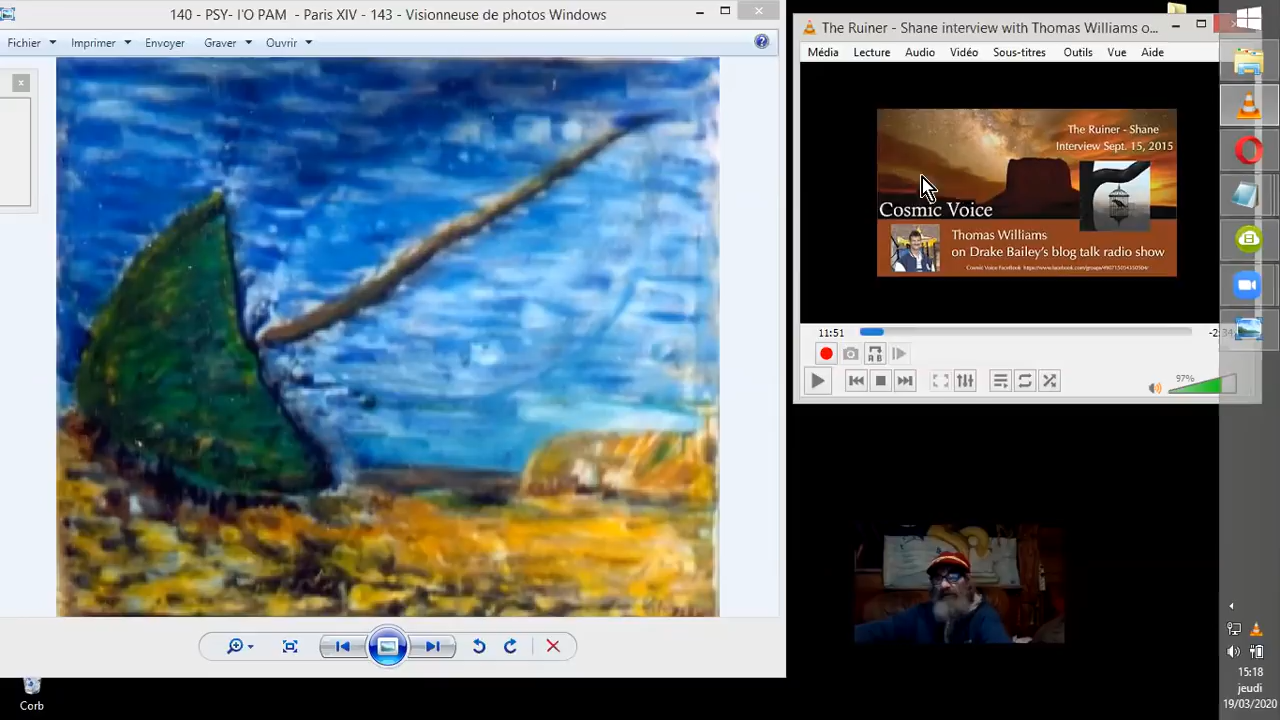 140 - PSY- l'O PAM - Paris XIV - 143 - Visionneuse de photos Windows
Fichier
Imprimer
Envoyer
Graver
Ouvrir
The Ruiner - Shane interview with Thomas Williams o...
Média
Lecture
Audio
Vidéo
Sous-titres
Outils
Vue
Aide
The Ruiner - Shane
Interview Sept. 15, 2015
Cosmic Voice
Thomas Williams
on Drake Bailey's blog talk radio show
11:51
97%
Corb
15:18
jeudi
19/03/2020